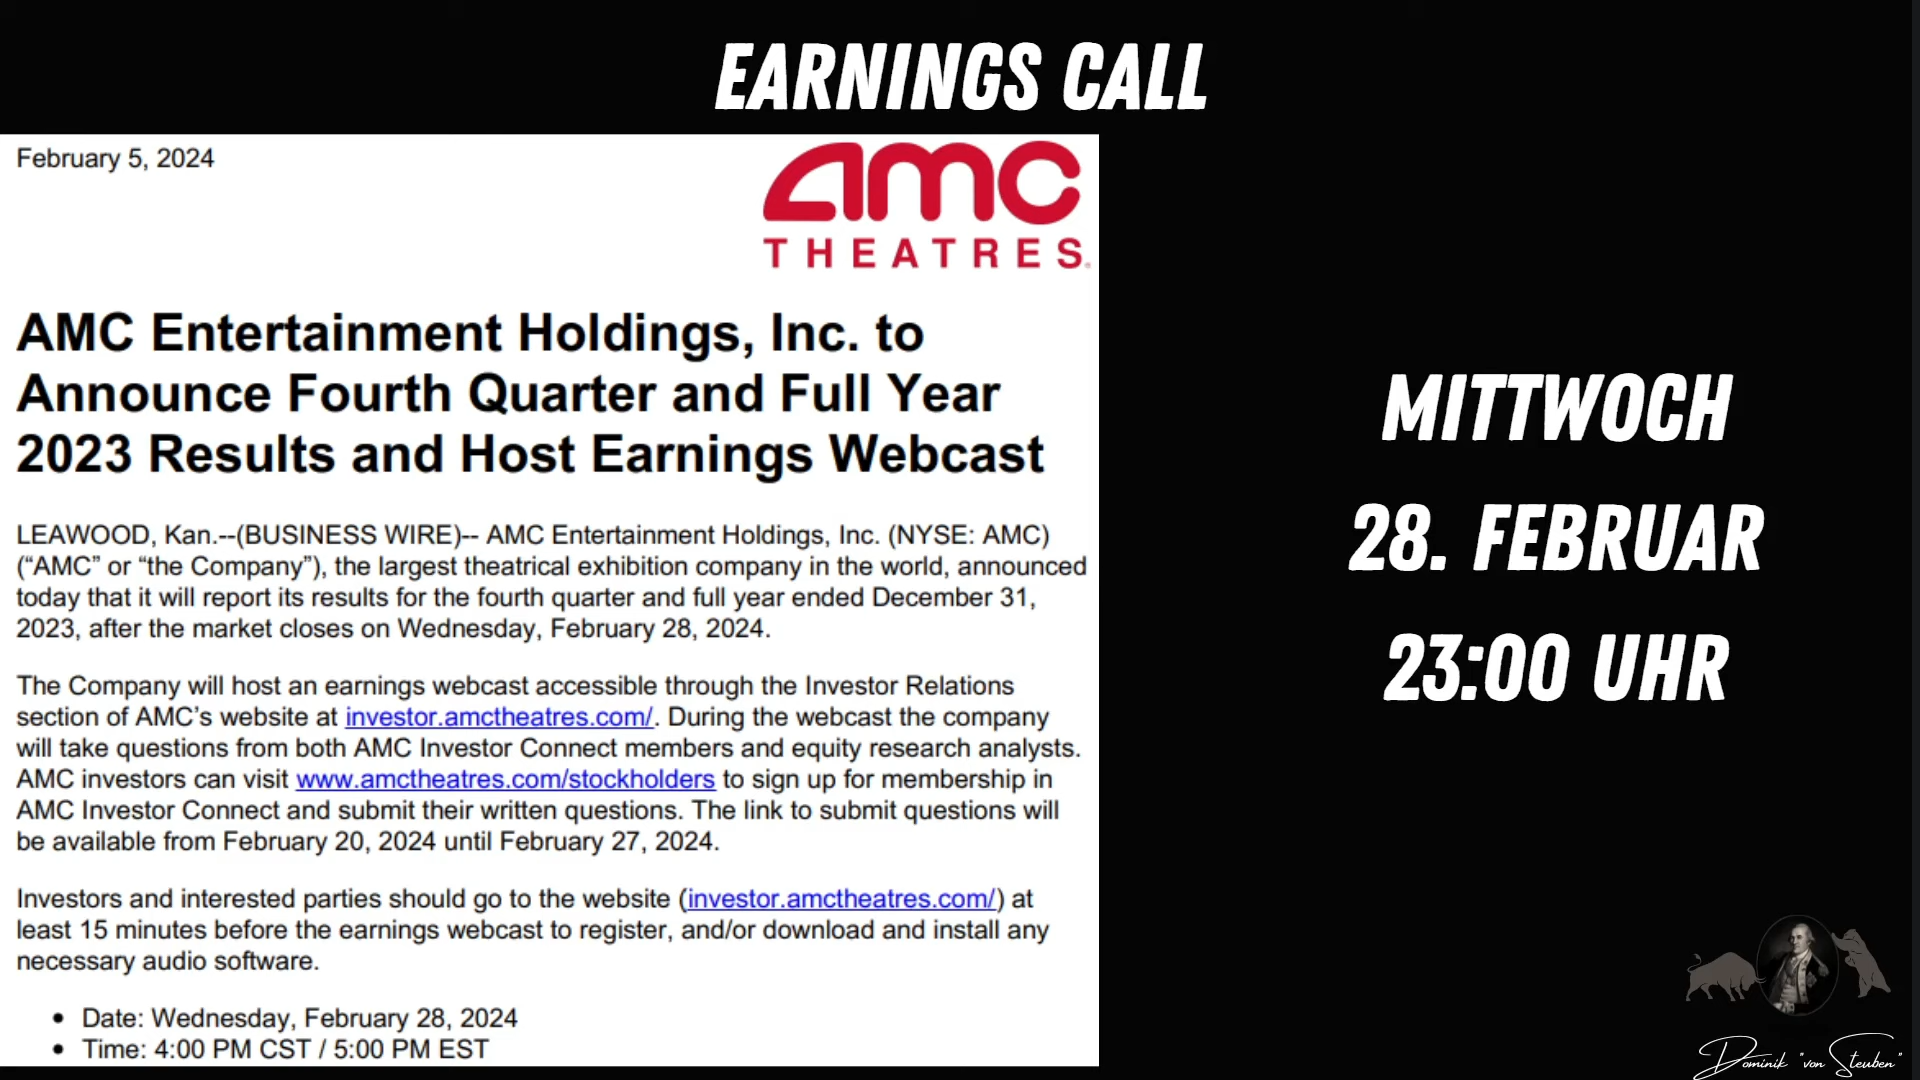 EARNINGS CALL
February 5, 2024
amc
THEATRES
AMC Entertainment Holdings, Inc. to
Announce Fourth Quarter and Full Year
2023 Results and Host Earnings Webcast
LEAWOOD, Kan.--(BUSINESS WIRE)-- AMC Entertainment Holdings, Inc. (NYSE: AMC)
(“AMC” or “the Company”), the largest theatrical exhibition company in the world, announced
today that it will report its results for the fourth quarter and full year ended December 31,
2023, after the market closes on Wednesday, February 28, 2024.
The Company will host an earnings webcast accessible through the Investor Relations
section of AMC’s website at investor.amctheatres.com/. During the webcast the company
will take questions from both AMC Investor Connect members and equity research analysts.
AMC investors can visit www.amctheatres.com/stockholders to sign up for membership in
AMC Investor Connect and submit their written questions. The link to submit questions will
be available from February 20, 2024 until February 27, 2024.
Investors and interested parties should go to the website (investor.amctheatres.com/) at
least 15 minutes before the earnings webcast to register, and/or download and install any
necessary audio software.
• Date: Wednesday, February 28, 2024
• Time: 4:00 PM CST / 5:00 PM EST
MITTWOCH
28. FEBRUAR
23:00 UHR
Dominik "von Steuben"